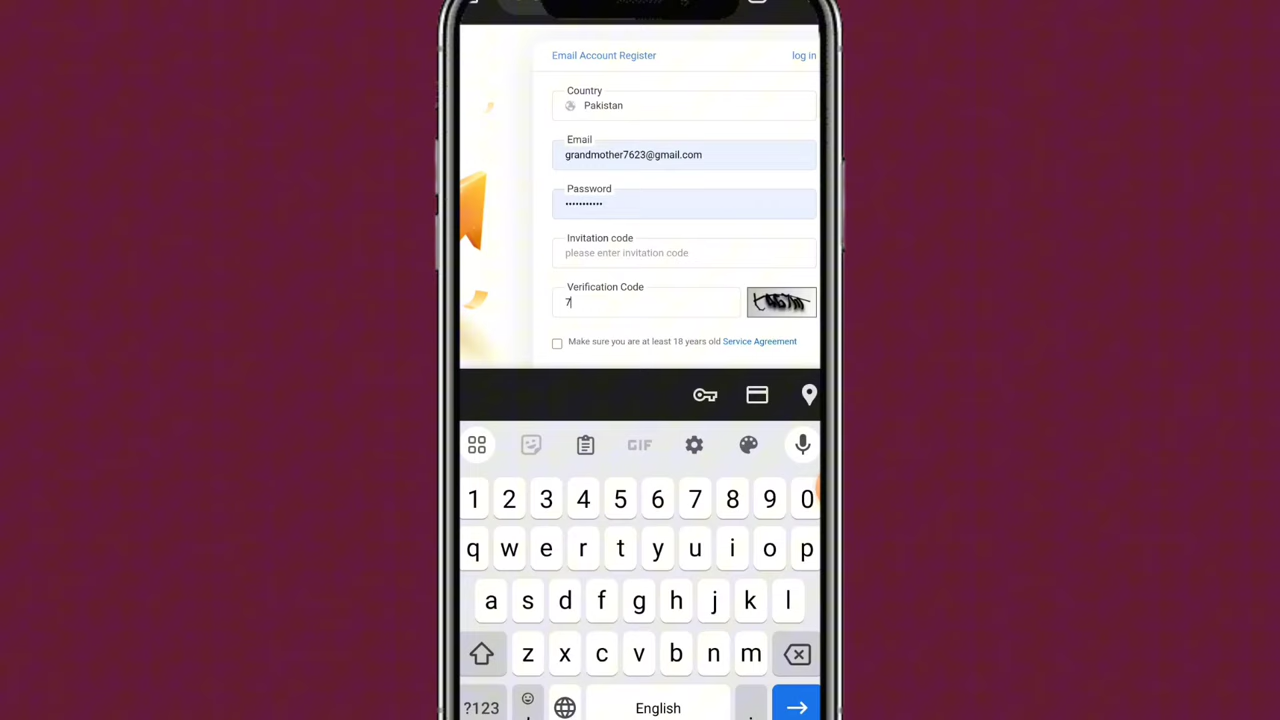 Email Account Register log in
Country
Pakistan
Email
grandmother7623@gmail.com
Password
•••••••••••
Invitation code
please enter invitation code
Verification Code
7
Make sure you are at least 18 years old Service Agreement
GIF
1 2 3 4 5 6 7 8 9 0
q w e r t y u i o p
a s d f g h j k l
z x c v b n m
?123 , English .